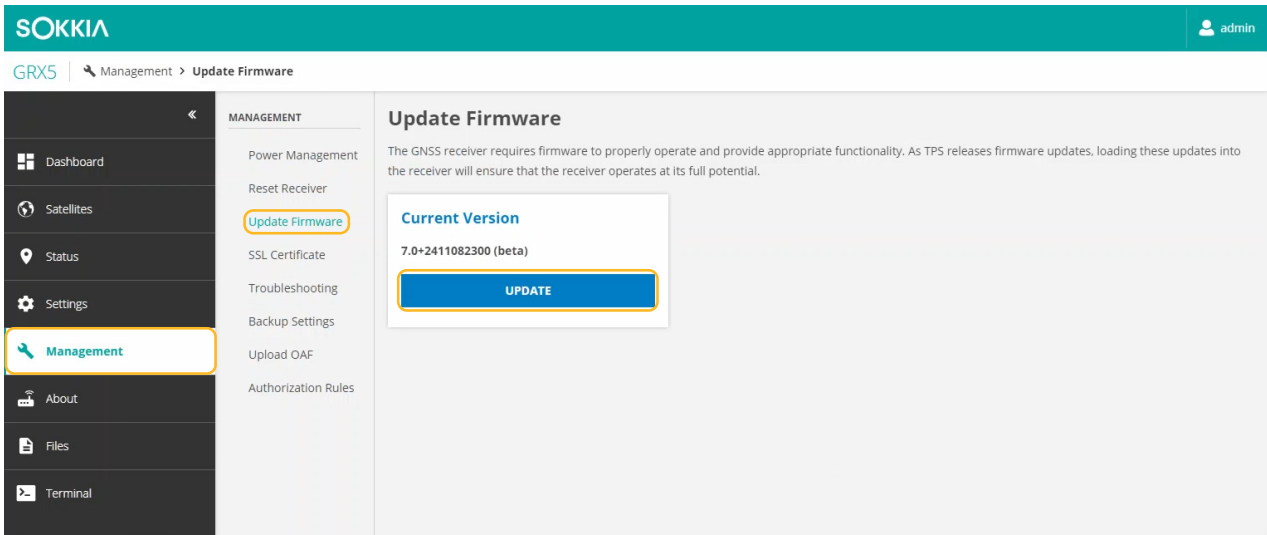 SOKKIA
admin
GRX5
Management > Update Firmware
«
Dashboard
Satellites
Status
Settings
Management
About
Files
Terminal
MANAGEMENT
Power Management
Reset Receiver
Update Firmware
SSL Certificate
Troubleshooting
Backup Settings
Upload OAF
Authorization Rules
Update Firmware
The GNSS receiver requires firmware to properly operate and provide appropriate functionality. As TPS releases firmware updates, loading these updates into
the receiver will ensure that the receiver operates at its full potential.
Current Version
7.0+2411082300 (beta)
UPDATE